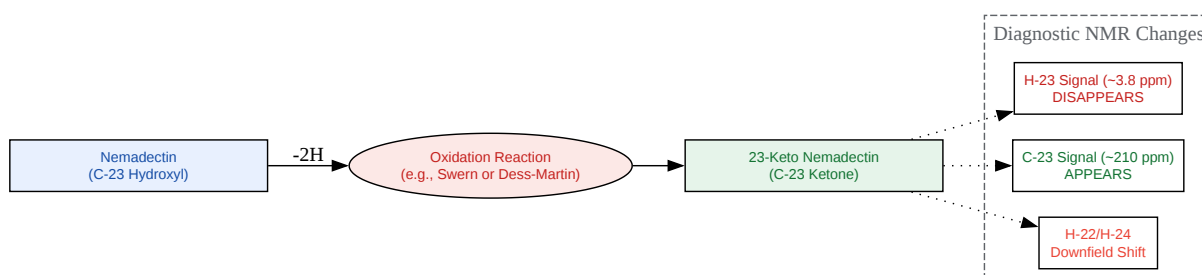 Diagnostic NMR Changes
H-23 Signal (~3.8 ppm)
DISAPPEARS
Nemadectin
(C-23 Hydroxyl)
-2H
Oxidation Reaction
(e.g., Swern or Dess-Martin)
23-Keto Nemadectin
(C-23 Ketone)
C-23 Signal (~210 ppm)
APPEARS
H-22/H-24
Downfield Shift